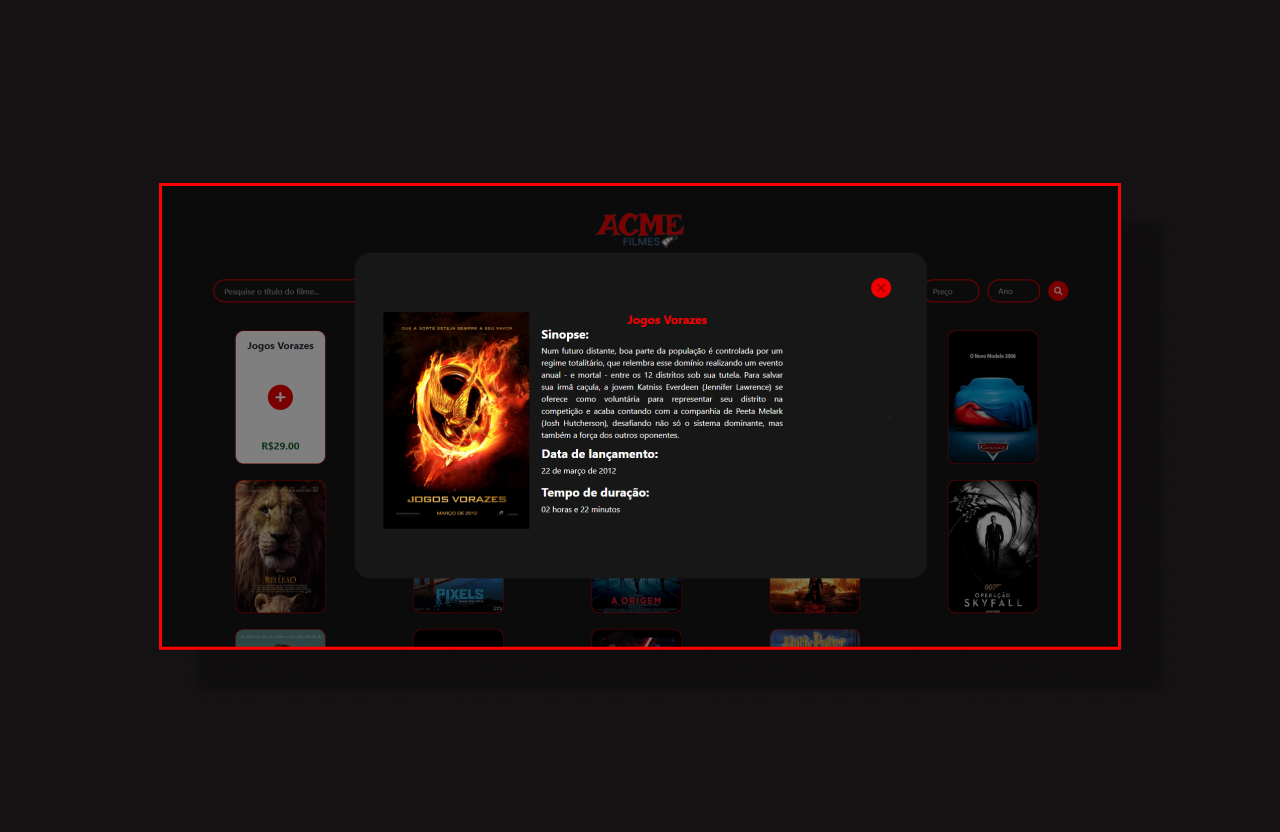 ACME
FILMES
Pesquise o título do filme...
Preço
Ano
Jogos Vorazes
R$29.00
QUE A SORTE ESTEJA SEMPRE A SEU FAVOR
JOGOS VORAZES
MARÇO DE 2012
Jogos Vorazes
Sinopse:
Num futuro distante, boa parte da população é controlada por um
regime totalitário, que relembra esse domínio realizando um evento
anual - e mortal - entre os 12 distritos sob sua tutela. Para salvar
sua irmã caçula, a jovem Katniss Everdeen (Jennifer Lawrence) se
oferece como voluntária para representar seu distrito na
competição e acaba contando com a companhia de Peeta Melark
(Josh Hutcherson), desafiando não só o sistema dominante, mas
também a força dos outros oponentes.
Data de lançamento:
22 de março de 2012
Tempo de duração:
02 horas e 22 minutos
O Novo Modelo 2006
Carros
O
REI LEÃO
PIXELS
A ORIGEM
007
OPERAÇÃO
SKYFALL
Harry Potter